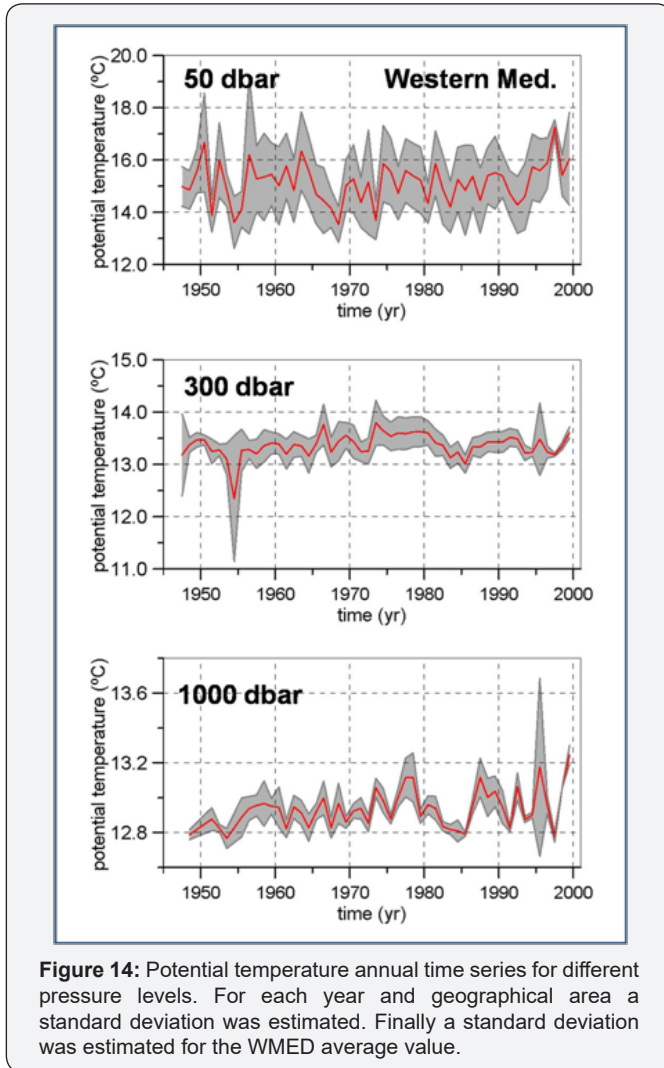 20.0
50 dbar Western Med.
18.0
16.0
14.0
12.0
potential temperature (ºC)
1950 1960 1970 1980 1990 2000
time (yr)
15.0
300 dbar
14.0
13.0
12.0
11.0
potential temperature (ºC)
1950 1960 1970 1980 1990 2000
time (yr)
13.6
1000 dbar
13.2
12.8
potential temperature (ºC)
1950 1960 1970 1980 1990 2000
time (yr)
Figure 14: Potential temperature annual time series for different
pressure levels. For each year and geographical area a
standard deviation was estimated. Finally a standard deviation
was estimated for the WMED average value.